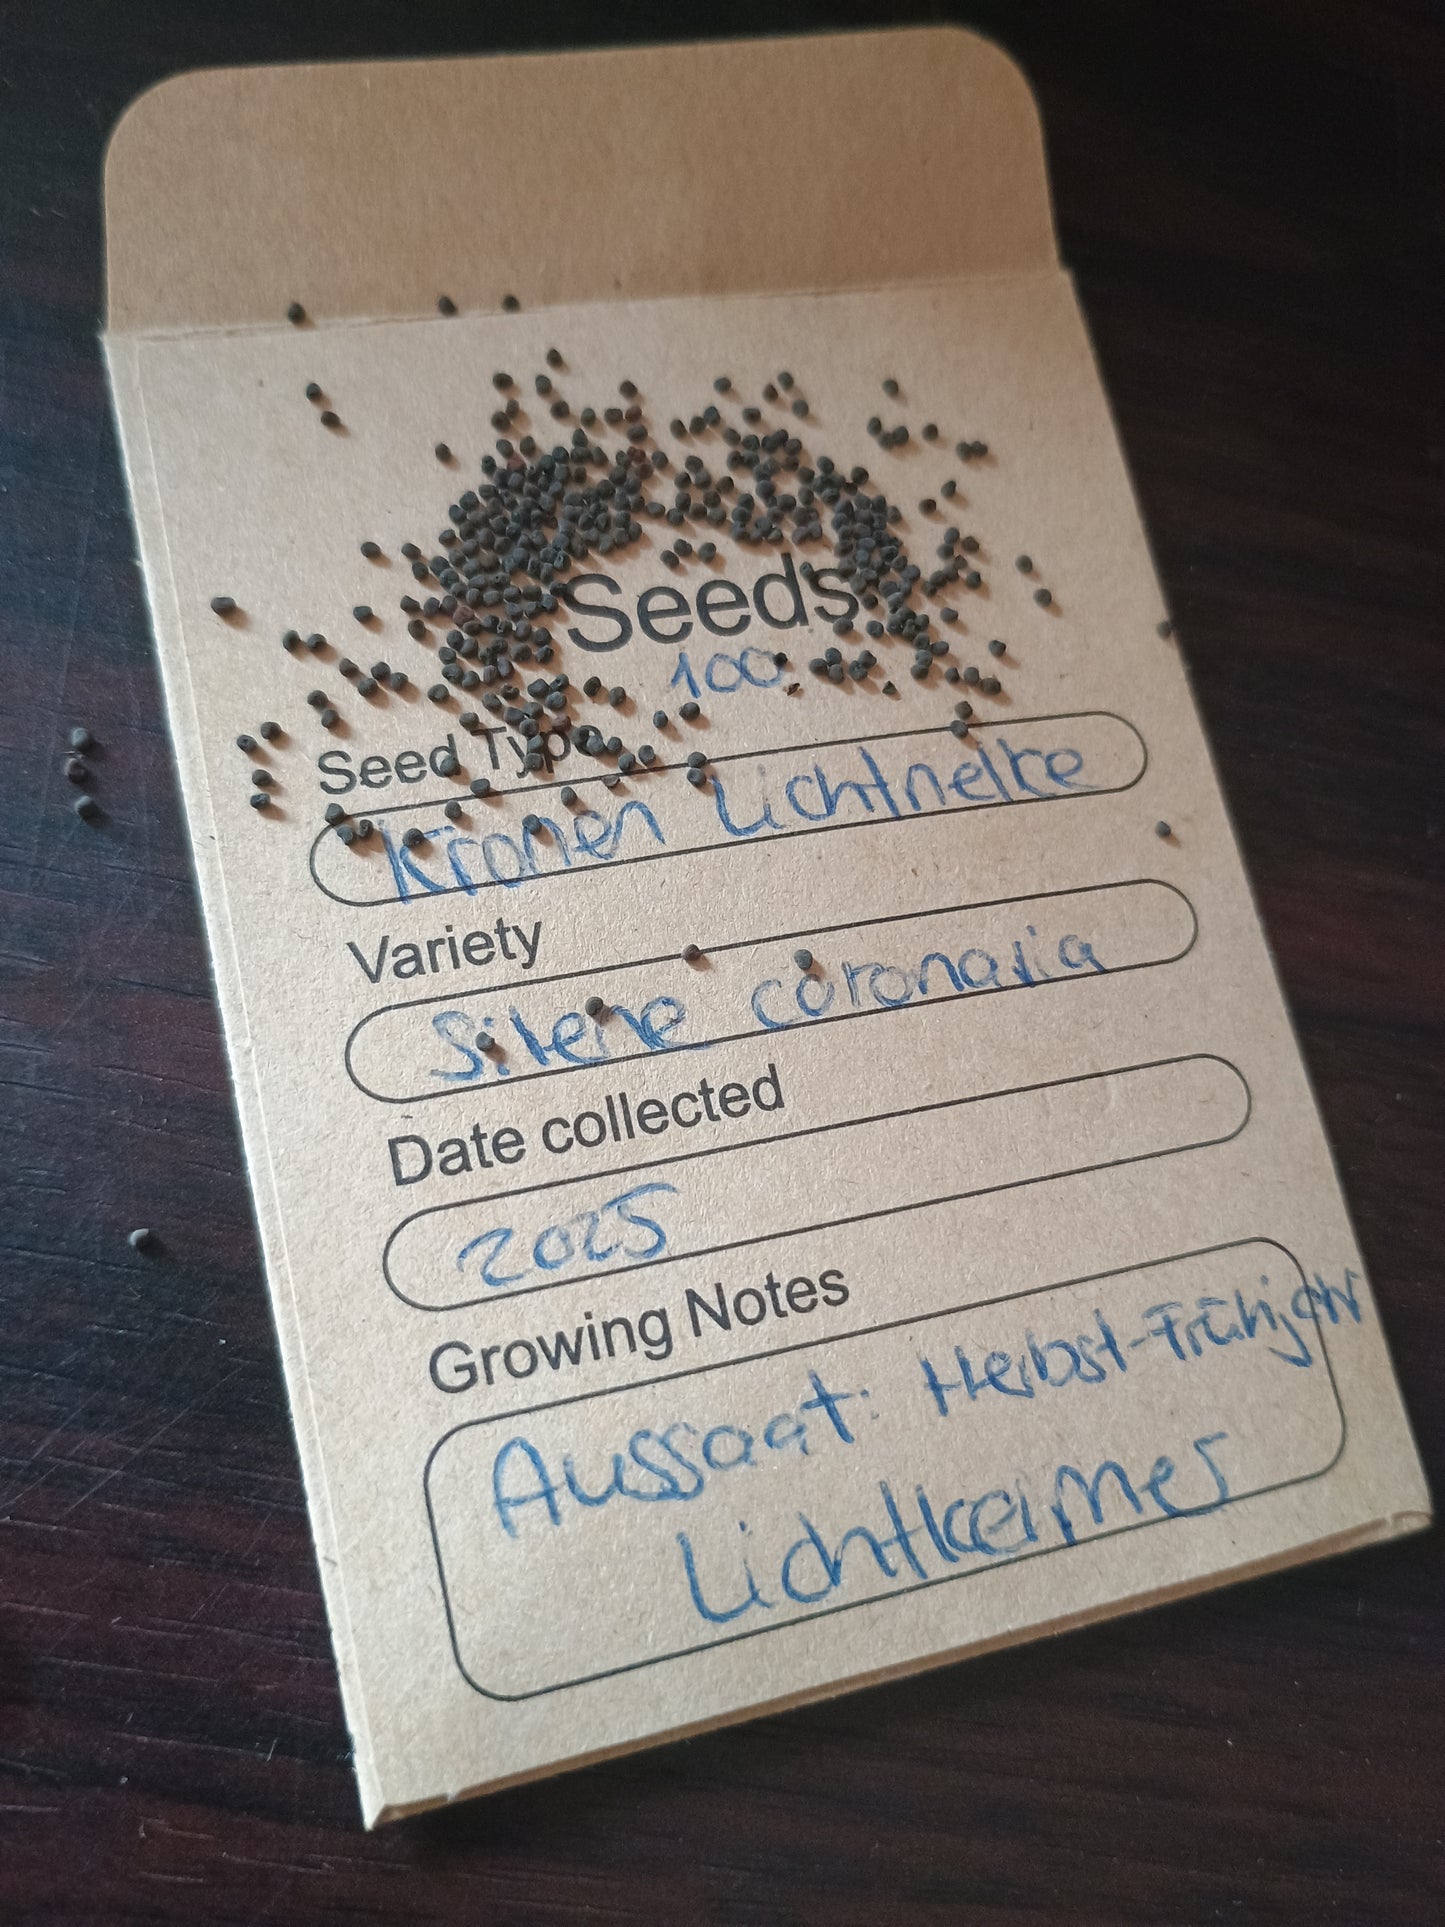 Seeds
100
Seed Type
Kronen Lichtnelke
Variety
Silene coronaria
Date collected
2025
Growing Notes
Aussaat: Herbst-Frühjahr
Lichtkeimer